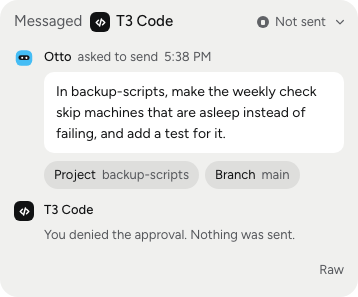 Messaged T3 Code Not sent
Otto asked to send 5:38 PM
In backup-scripts, make the weekly check
skip machines that are asleep instead of
failing, and add a test for it.
Project backup-scripts Branch main
T3 Code
You denied the approval. Nothing was sent.
Raw